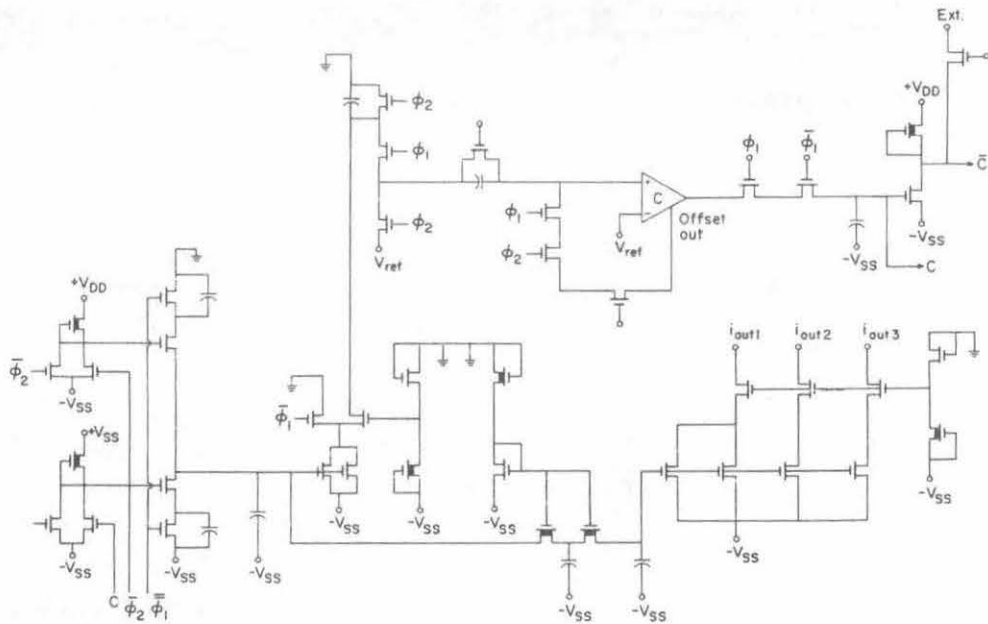 Ext.
+VDD
ϕ2
ϕ1
ϕ1
ϕ̄1
C̄
+
C
−
ϕ1
Offset
out
ϕ2
Vref
Vref
ϕ2
−VSS
−VSS
C
+VDD
iout1
iout2
iout3
ϕ̄2
−VSS
ϕ̄1
+VSS
−VSS
−VSS
−VSS
−VSS
−VSS
−VSS
−VSS
−VSS
−VSS
−VSS
−VSS
C
ϕ̄2
ϕ̄1